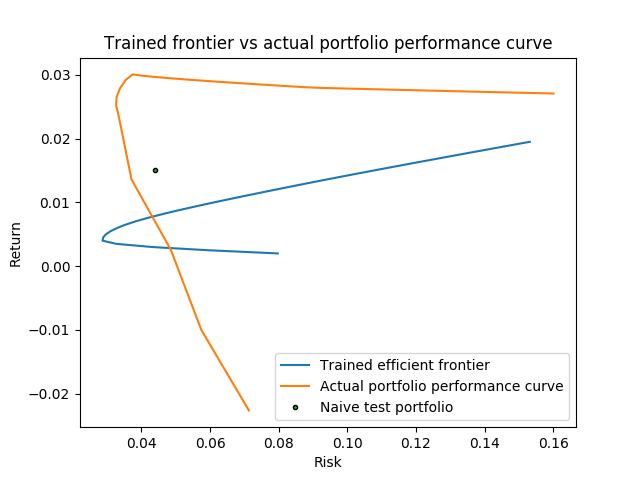 Trained frontier vs actual portfolio performance curve
0.03
0.02
0.01
0.00
−0.01
−0.02
Return
0.04
0.06
0.08
0.10
0.12
0.14
0.16
Risk
Trained efficient frontier
Actual portfolio performance curve
Naive test portfolio